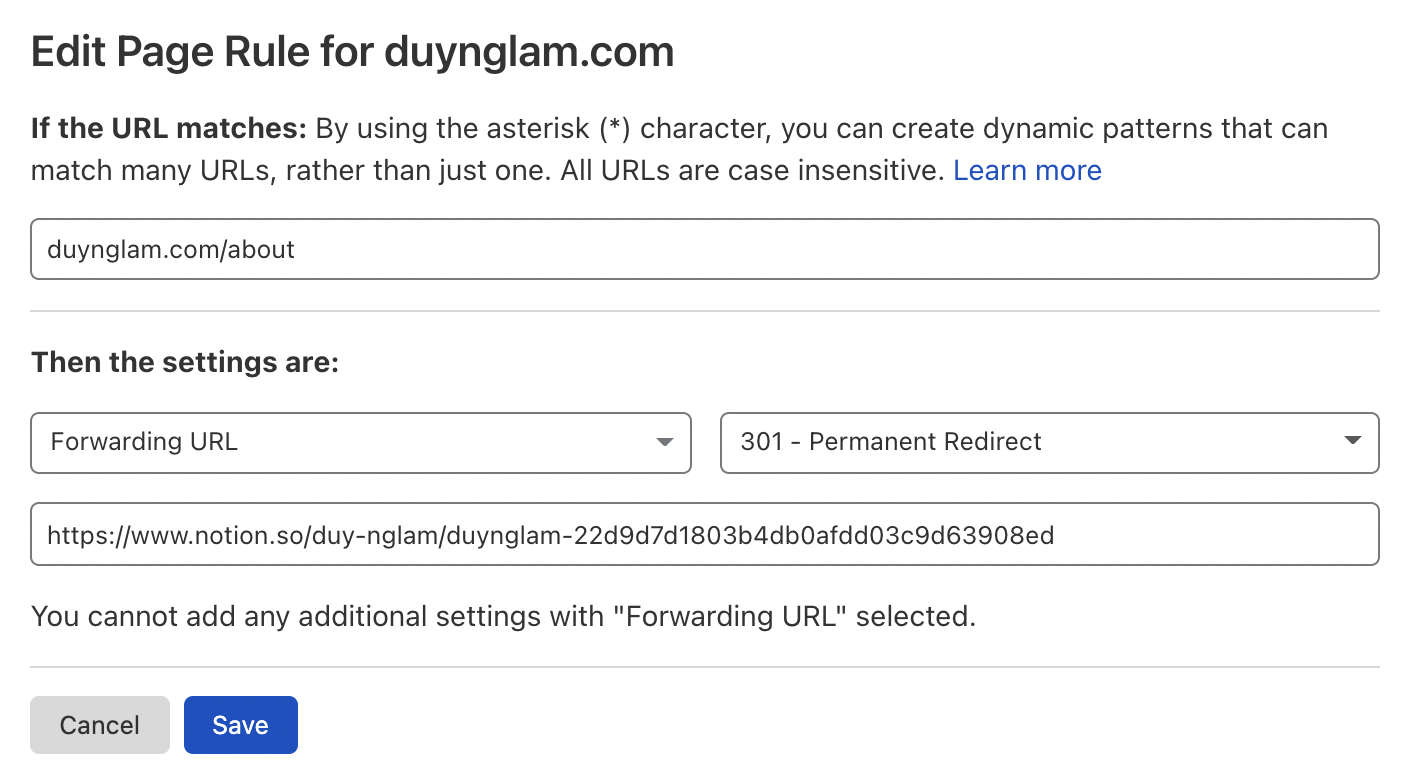 Edit Page Rule for duynglam.com
If the URL matches: By using the asterisk (*) character, you can create dynamic patterns that can
match many URLs, rather than just one. All URLs are case insensitive. Learn more
duynglam.com/about
Then the settings are:
Forwarding URL
301 - Permanent Redirect
https://www.notion.so/duy-nglam/duynglam-22d9d7d1803b4db0afdd03c9d63908ed
You cannot add any additional settings with "Forwarding URL" selected.
Cancel
Save